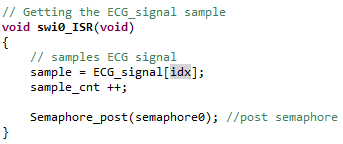 // Getting the ECG_signal sample
void swi0_ISR(void)
{
    // samples ECG signal
    sample = ECG_signal[idx];
    sample_cnt ++;

    Semaphore_post(semaphore0); //post semaphore
}